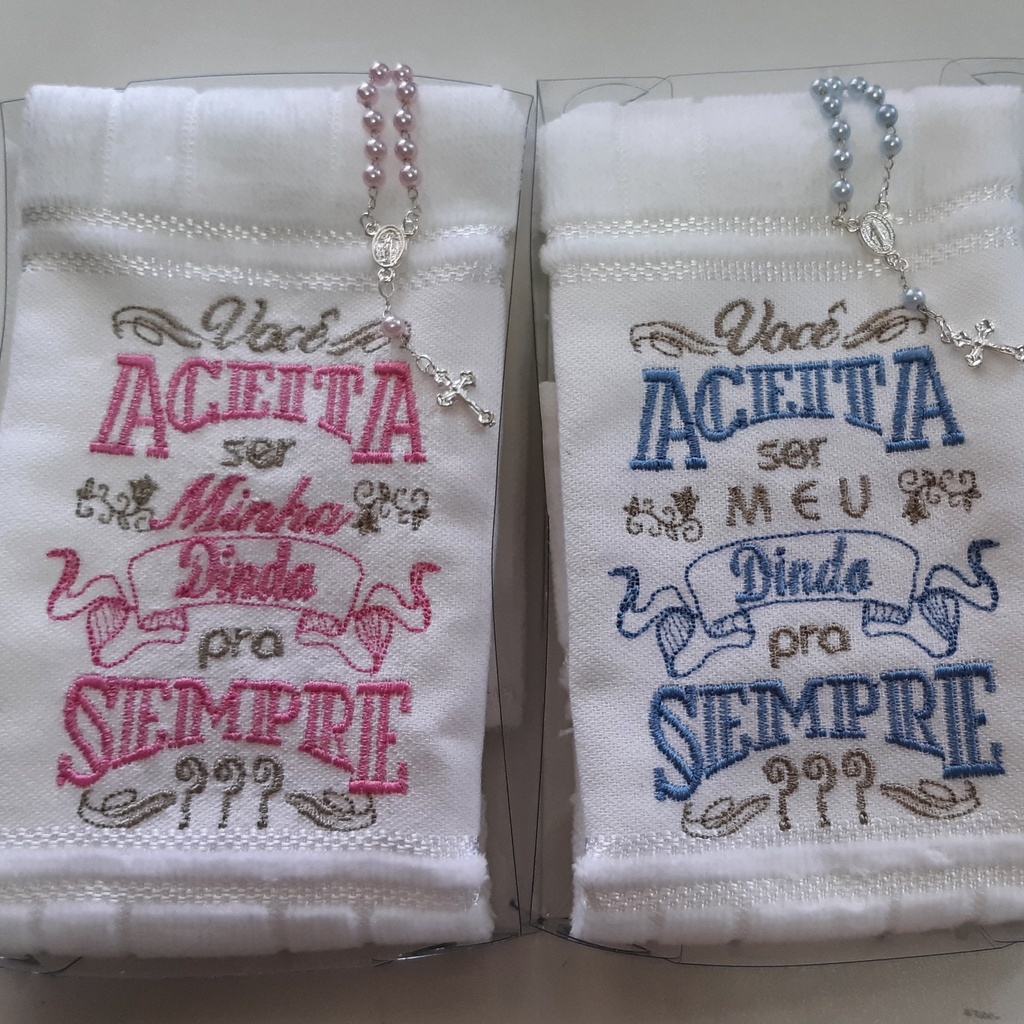 Você
ACEITA
ser
Minha
Dinda
pra
SEMPRE
???
Você
ACEITA
ser
MEU
Dindo
pra
SEMPRE
???